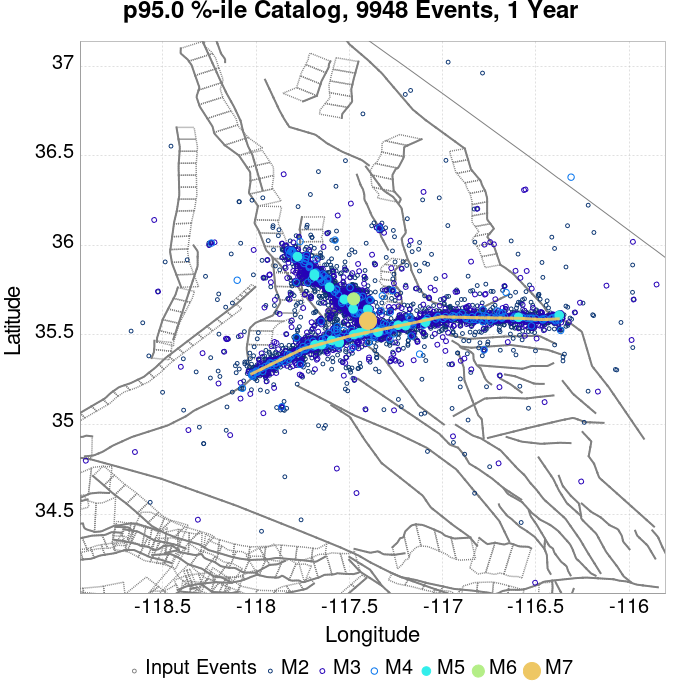 p95.0 %-ile Catalog, 9948 Events, 1 Year
37
36.5
36
35.5
35
34.5
Latitude
-118.5 -118 -117.5 -117 -116.5 -116
Longitude
Input Events M2 M3 M4 M5 M6 M7